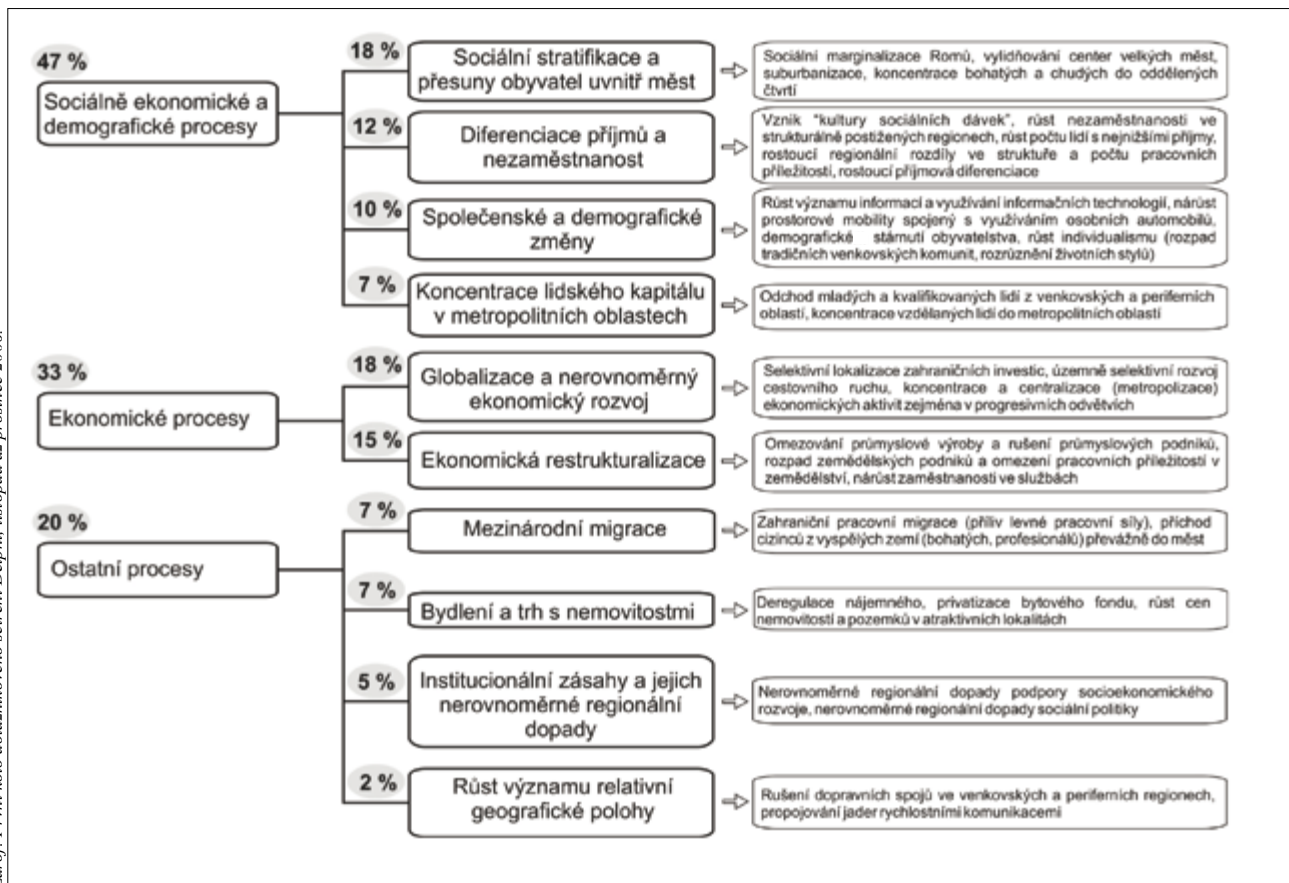 47 %
Sociálně ekonomické a
demografické procesy
18 %
Sociální stratifikace a
přesuny obyvatel uvnitř měst
Sociální marginalizace Romů, vylidňování center velkých měst,
suburbanizace, koncentrace bohatých a chudých do oddělených
čtvrtí
12 %
Diferenciace příjmů a
nezaměstnanost
Vznik "kultury sociálních dávek", růst nezaměstnanosti ve
strukturálně postižených regionech, růst počtu lidí s nejnižšími příjmy,
rostoucí regionální rozdíly ve struktuře a počtu pracovních
příležitostí, rostoucí příjmová diferenciace
10 %
Společenské a demografické
změny
Růst významu informací a využívání informačních technologií, nárůst
prostorové mobility spojený s využíváním osobních automobilů,
demografické stárnutí obyvatelstva, růst individualismu (rozpad
tradičních venkovských komunit, rozrůznění životních stylů)
7 %
Koncentrace lidského kapitálu
v metropolitních oblastech
Odchod mladých a kvalifikovaných lidí z venkovských a periferních
oblastí, koncentrace vzdělaných lidí do metropolitních oblastí
33 %
Ekonomické procesy
18 %
Globalizace a nerovnoměrný
ekonomický rozvoj
Selektivní lokalizace zahraničních investic, územně selektivní rozvoj
cestovního ruchu, koncentrace a centralizace (metropolizace)
ekonomických aktivit zejména v progresivních odvětvích
15 %
Ekonomická restrukturalizace
Omezování průmyslové výroby a rušení průmyslových podniků,
rozpad zemědělských podniků a omezení pracovních příležitostí v
zemědělství, nárůst zaměstnanosti ve službách
20 %
Ostatní procesy
7 %
Mezinárodní migrace
Zahraniční pracovní migrace (příliv levné pracovní síly), příchod
cizinců z vyspělých zemí (bohatých, profesionálů) převážně do měst
7 %
Bydlení a trh s nemovitostmi
Deregulace nájemného, privatizace bytového fondu, růst cen
nemovitostí a pozemků v atraktivních lokalitách
5 %
Institucionální zásahy a jejich
nerovnoměrné regionální
dopady
Nerovnoměrné regionální dopady podpory socioekonomického
rozvoje, nerovnoměrné regionální dopady sociální politiky
2 %
Růst významu relativní
geografické polohy
Rušení dopravních spojů ve venkovských a periferních regionech,
propojování jader rychlostními komunikacemi